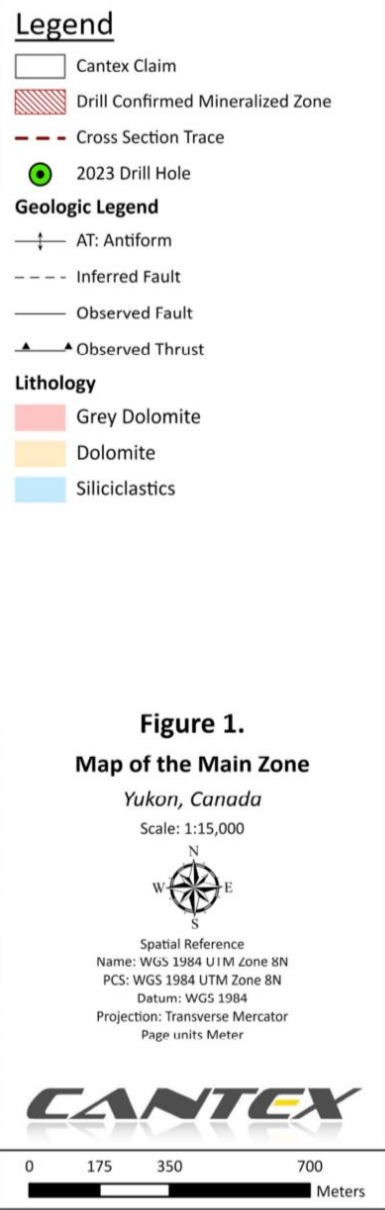 Legend
Cantex Claim
Drill Confirmed Mineralized Zone
Cross Section Trace
2023 Drill Hole
Geologic Legend
AT: Antiform
Inferred Fault
Observed Fault
Observed Thrust
Lithology
Grey Dolomite
Dolomite
Siliciclastics
Figure 1.
Map of the Main Zone
Yukon, Canada
Scale: 1:15,000
N
W E
S
Spatial Reference
Name: WGS 1984 UTM Zone 8N
PCS: WGS 1984 UTM Zone 8N
Datum: WGS 1984
Projection: Transverse Mercator
Page units Meter
CANTEX
0 175 350 700
Meters